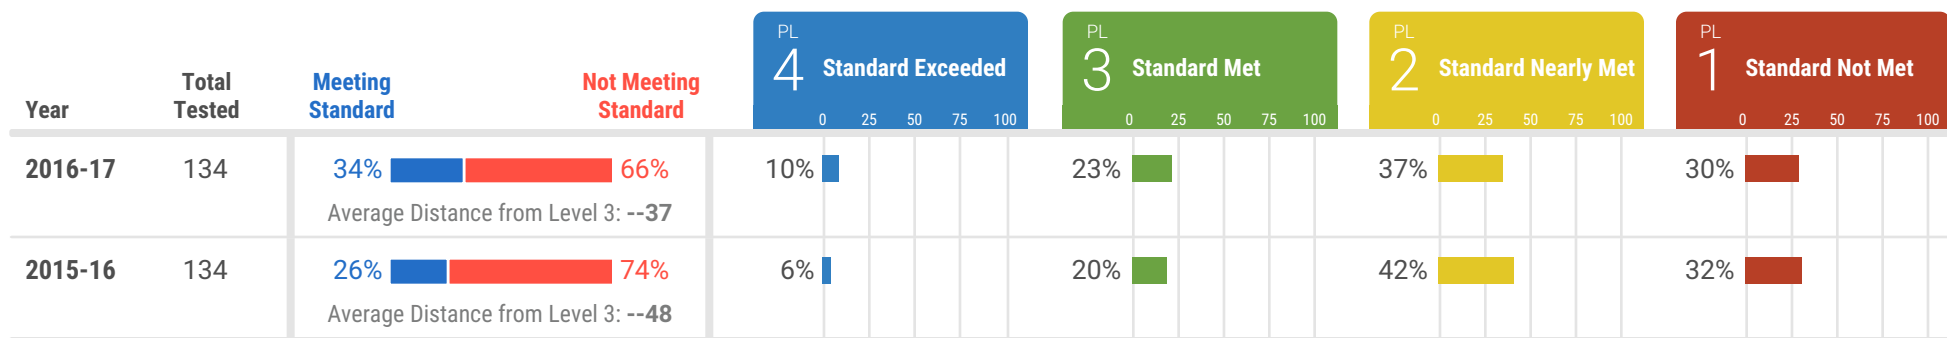 Year
Total
Tested
Meeting
Standard
Not Meeting
Standard
PL
4 Standard Exceeded
0 25 50 75 100
PL
3 Standard Met
0 25 50 75 100
PL
2 Standard Nearly Met
0 25 50 75 100
PL
1 Standard Not Met
0 25 50 75 100
2016-17 134 34% 66% 10% 23% 37% 30%
Average Distance from Level 3: --37
2015-16 134 26% 74% 6% 20% 42% 32%
Average Distance from Level 3: --48